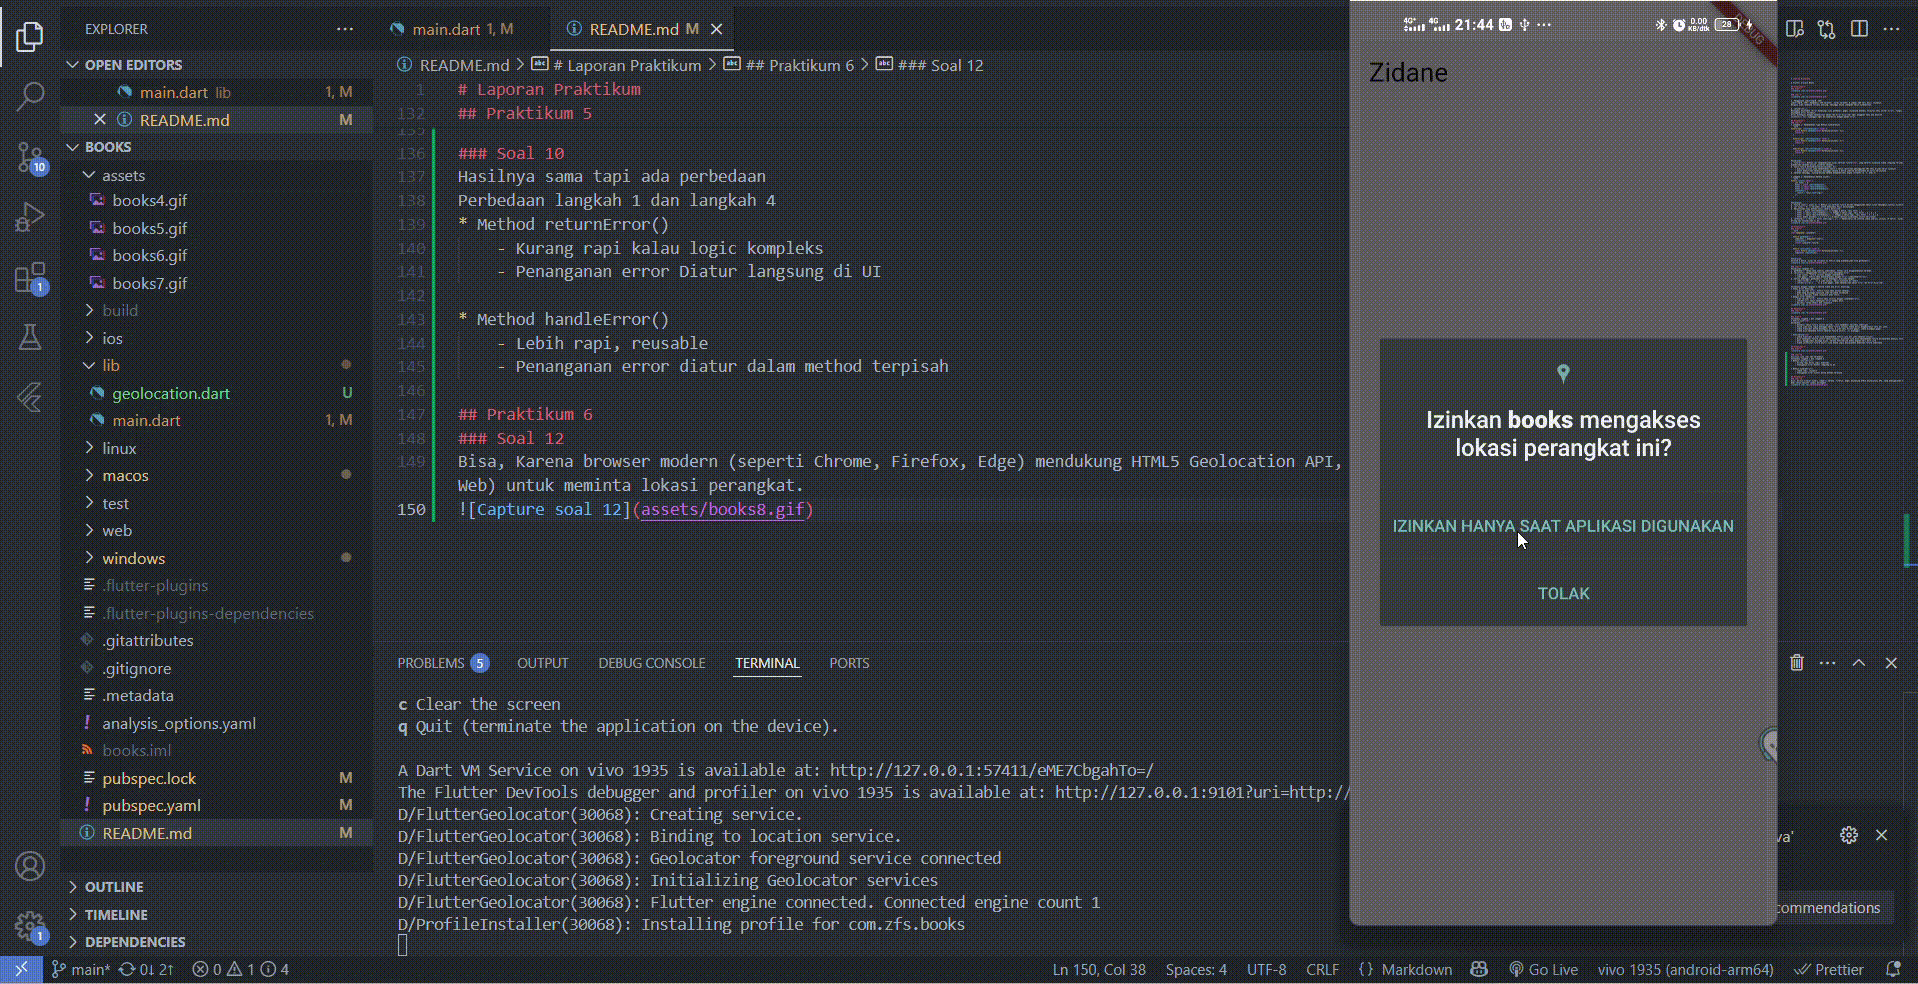 EXPLORER
OPEN EDITORS
main.dart lib 1, M
README.md M
BOOKS
assets
books4.gif
books5.gif
books6.gif
books7.gif
build
ios
lib
geolocation.dart U
main.dart 1, M
linux
macos
test
web
windows
.flutter-plugins
.flutter-plugins-dependencies
.gitattributes
.gitignore
.metadata
analysis_options.yaml
books.iml
pubspec.lock M
pubspec.yaml M
README.md M
OUTLINE
TIMELINE
DEPENDENCIES
10
1
1
main.dart 1, M
README.md M
README.md > # Laporan Praktikum > ## Praktikum 6 > ### Soal 12
1 # Laporan Praktikum
132 ## Praktikum 5
135
136 ### Soal 10
137 Hasilnya sama tapi ada perbedaan
138 Perbedaan langkah 1 dan langkah 4
139 * Method returnError()
140 - Kurang rapi kalau logic kompleks
141 - Penanganan error Diatur langsung di UI
142
143 * Method handleError()
144 - Lebih rapi, reusable
145 - Penanganan error diatur dalam method terpisah
146
147 ## Praktikum 6
148 ### Soal 12
149 Bisa, Karena browser modern (seperti Chrome, Firefox, Edge) mendukung HTML5 Geolocation API,
Web) untuk meminta lokasi perangkat.
150 ![Capture soal 12](assets/books8.gif)
PROBLEMS 5 OUTPUT DEBUG CONSOLE TERMINAL PORTS
c Clear the screen
q Quit (terminate the application on the device).
A Dart VM Service on vivo 1935 is available at: http://127.0.0.1:57411/eME7CbgahTo=/
The Flutter DevTools debugger and profiler on vivo 1935 is available at: http://127.0.0.1:9101?uri=http://
D/FlutterGeolocator(30068): Creating service.
D/FlutterGeolocator(30068): Binding to location service.
D/FlutterGeolocator(30068): Geolocator foreground service connected
D/FlutterGeolocator(30068): Initializing Geolocator services
D/FlutterGeolocator(30068): Flutter engine connected. Connected engine count 1
D/ProfileInstaller(30068): Installing profile for com.zfs.books
4G+ 4G 21:44 0.00 KB/dtk 28
Zidane
Izinkan books mengakses
lokasi perangkat ini?
IZINKAN HANYA SAAT APLIKASI DIGUNAKAN
TOLAK
va'
commendations
main* 0↓ 2↑ 0 1 4
Ln 150, Col 38 Spaces: 4 UTF-8 CRLF {} Markdown Go Live vivo 1935 (android-arm64) Prettier